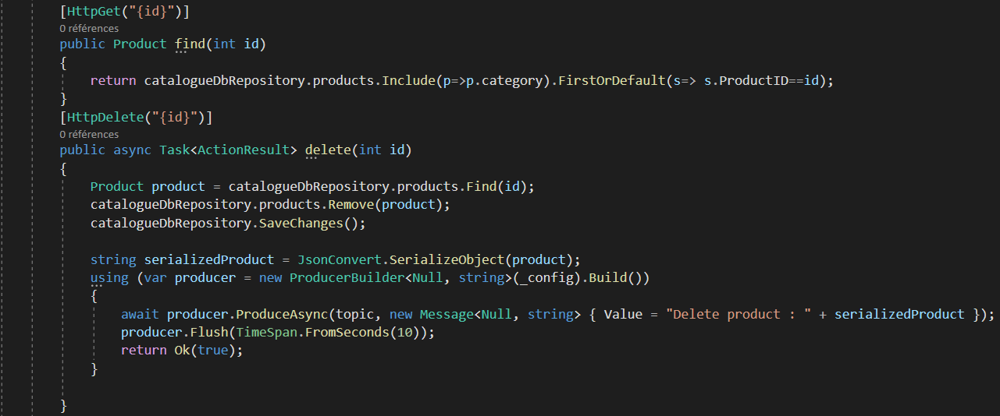 [HttpGet("{id}")]
0 références
public Product find(int id)
{
return catalogueDbRepository.products.Include(p=>p.category).FirstOrDefault(s=> s.ProductID==id);
}
[HttpDelete("{id}")]
0 références
public async Task<ActionResult> delete(int id)
{
Product product = catalogueDbRepository.products.Find(id);
catalogueDbRepository.products.Remove(product);
catalogueDbRepository.SaveChanges();
string serializedProduct = JsonConvert.SerializeObject(product);
using (var producer = new ProducerBuilder<Null, string>(_config).Build())
{
await producer.ProduceAsync(topic, new Message<Null, string> { Value = "Delete product : " + serializedProduct });
producer.Flush(TimeSpan.FromSeconds(10));
return Ok(true);
}
}